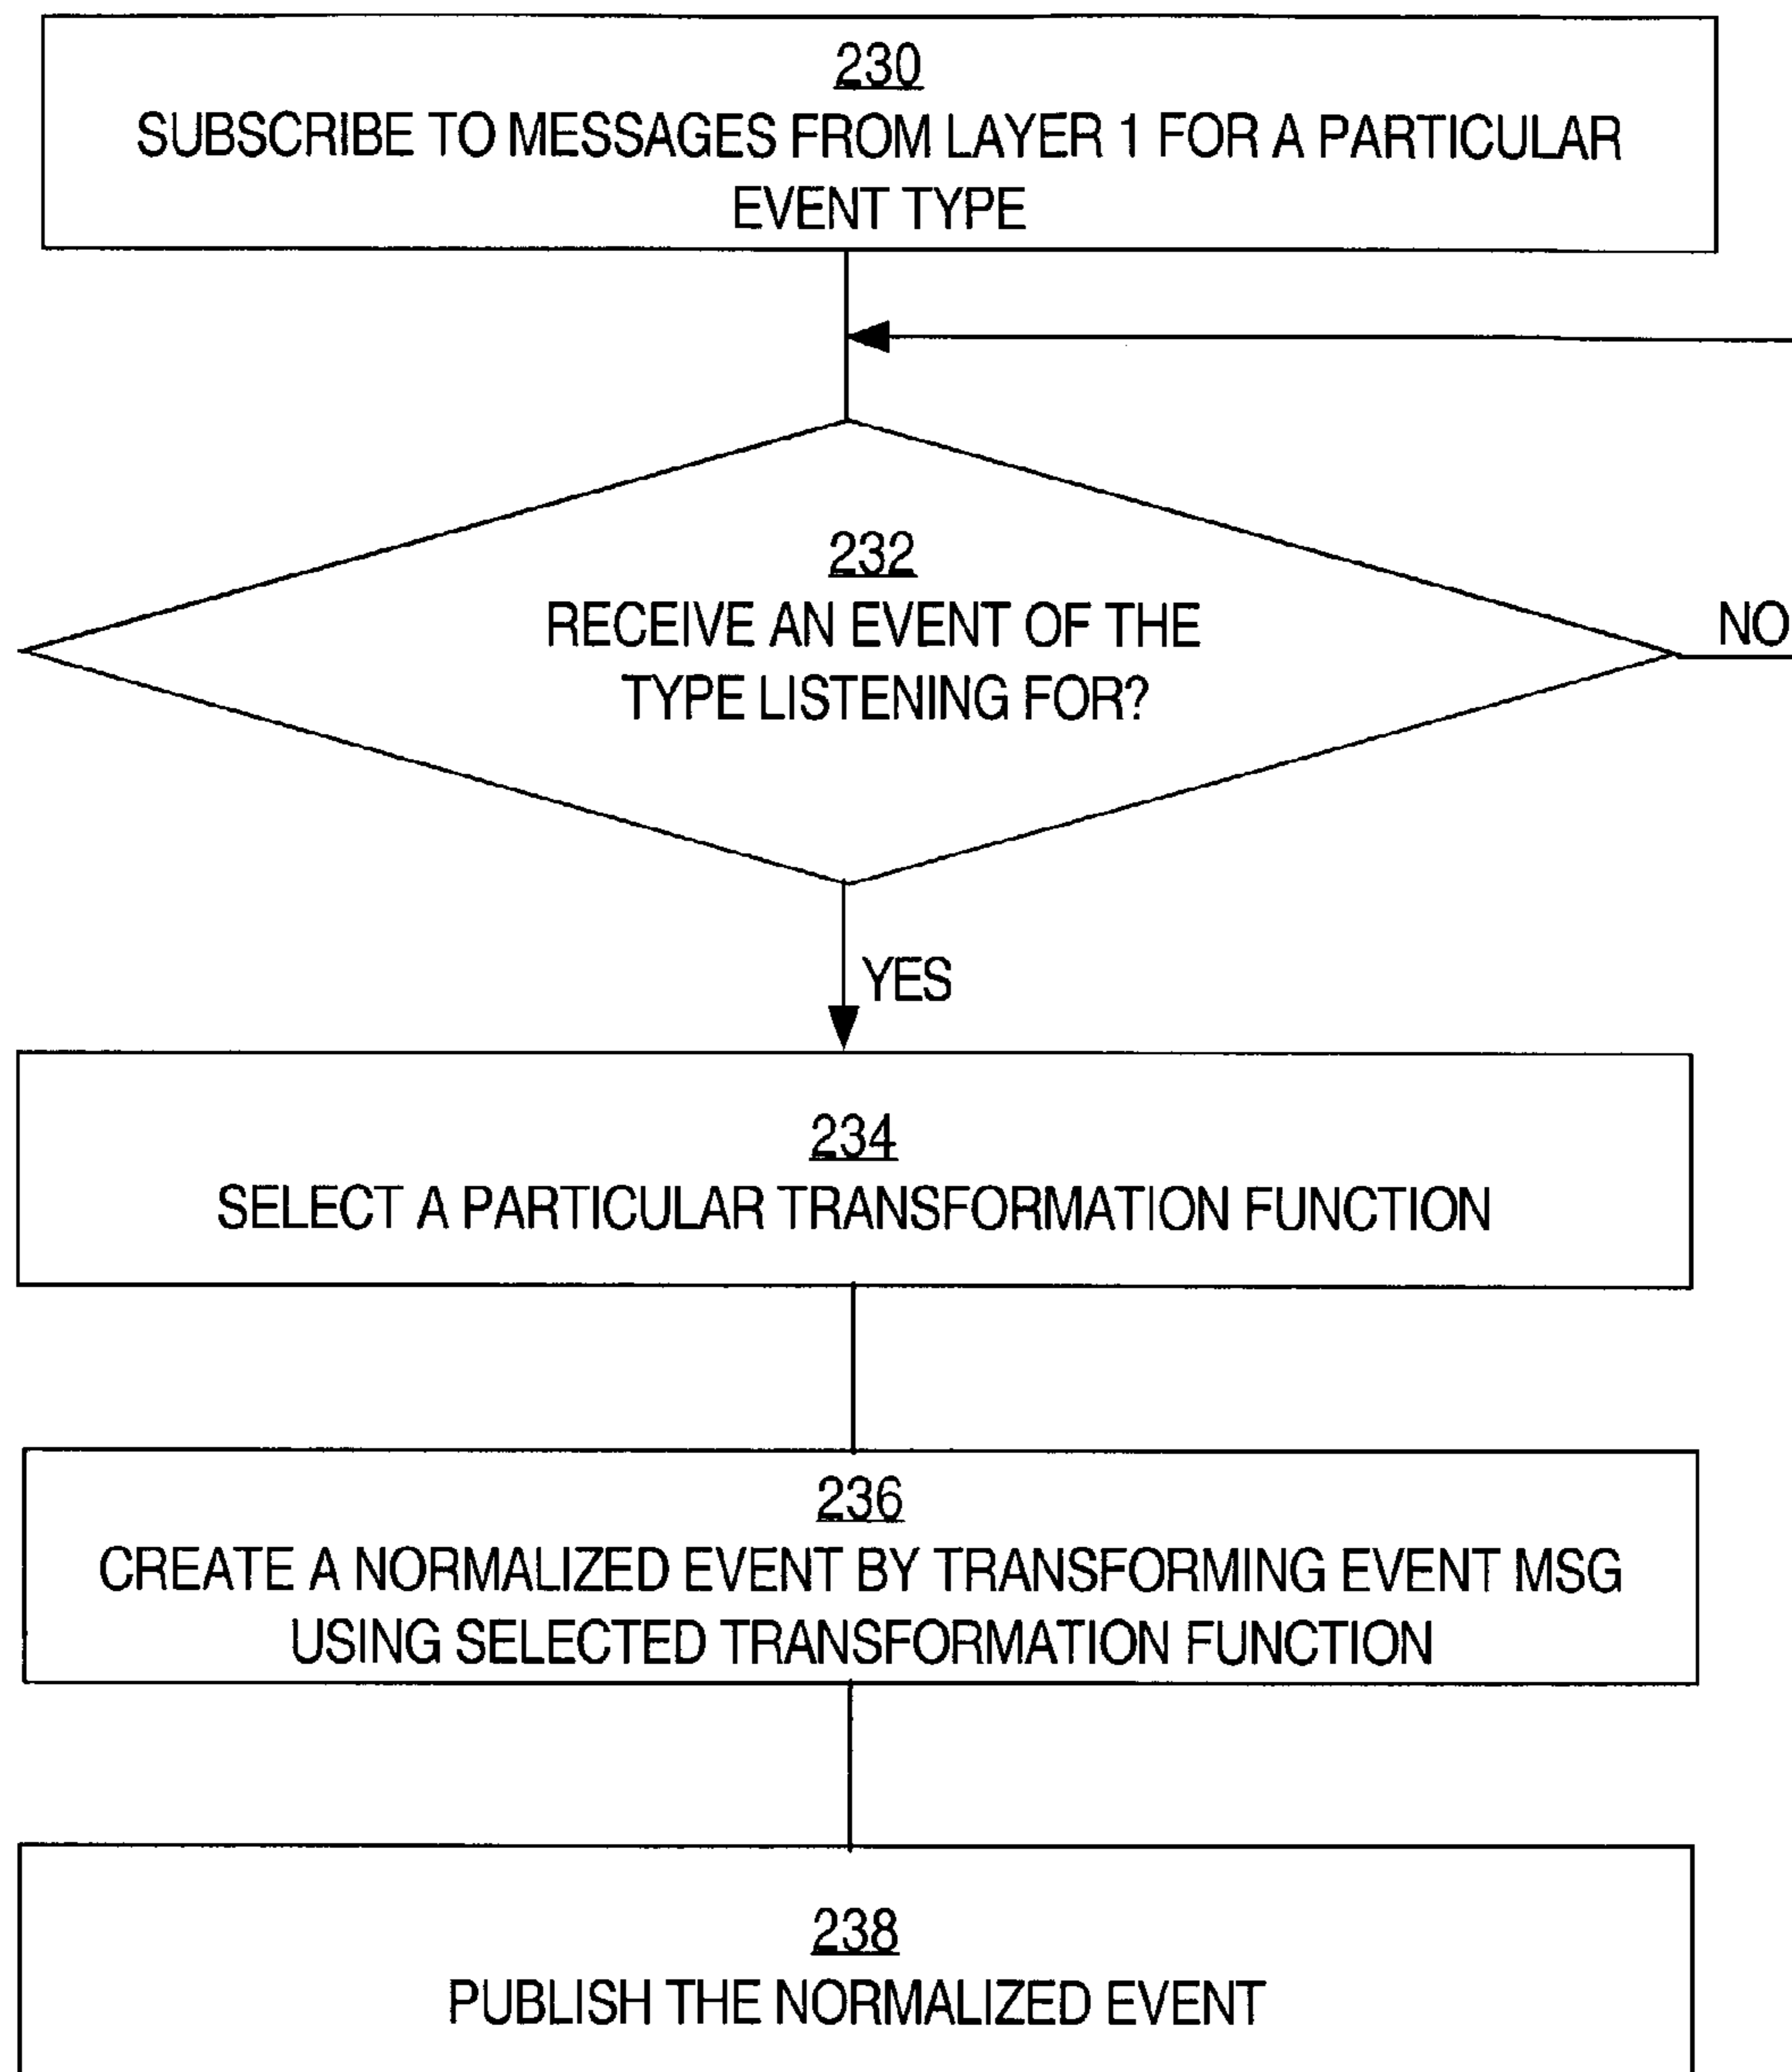 230
SUBSCRIBE TO MESSAGES FROM LAYER 1 FOR A PARTICULAR
EVENT TYPE
232
RECEIVE AN EVENT OF THE
TYPE LISTENING FOR?
NO
YES
234
SELECT A PARTICULAR TRANSFORMATION FUNCTION
236
CREATE A NORMALIZED EVENT BY TRANSFORMING EVENT MSG
USING SELECTED TRANSFORMATION FUNCTION
238
PUBLISH THE NORMALIZED EVENT